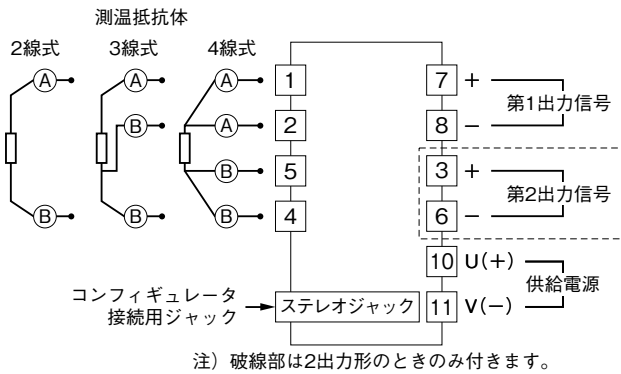 測温抵抗体
2線式 3線式 4線式
A A A 1 7 +
第1出力信号
B A 2 8 −
B 5 3 +
第2出力信号
B B B 4 6 −
10 U(+)
供給電源
コンフィギュレータ
接続用ジャック
ステレオジャック 11 V(−)
注）破線部は2出力形のときのみ付きます。